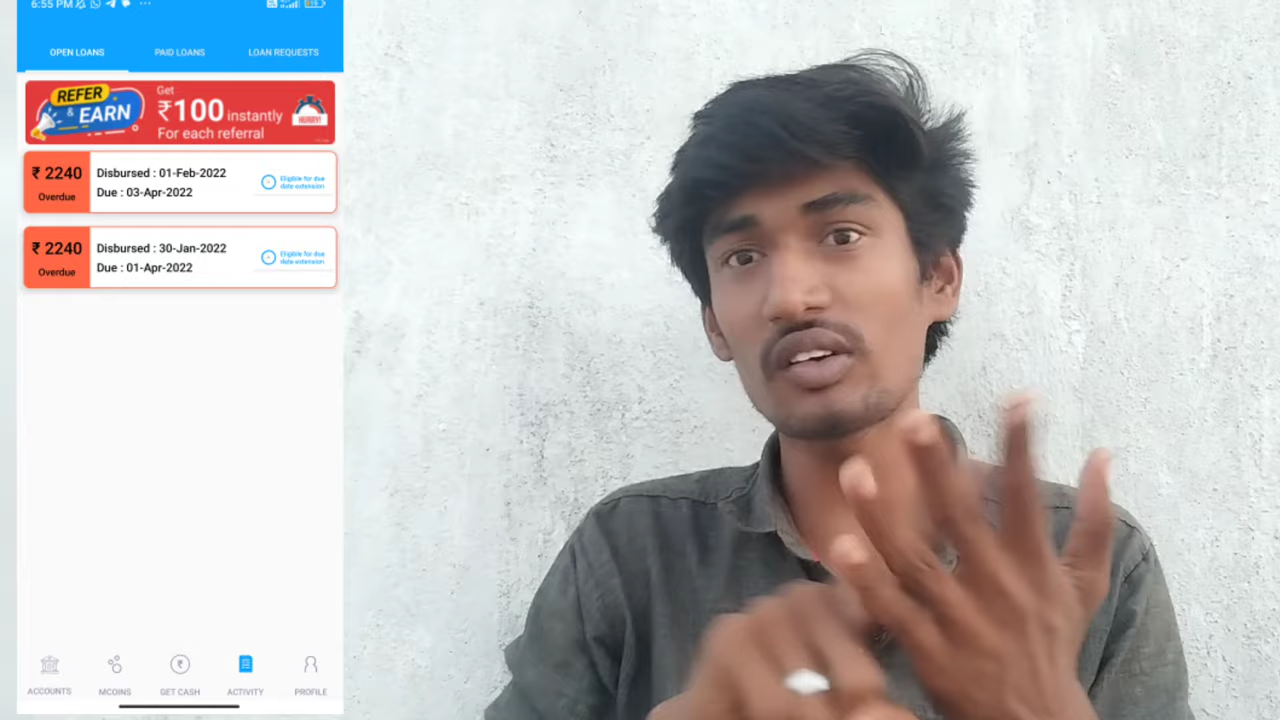 6:55 PM
OPEN LOANS PAID LOANS LOAN REQUESTS
REFER
& EARN
Get
₹100 instantly
For each referral
HURRY!
₹ 2240
Overdue
Disbursed : 01-Feb-2022
Due : 03-Apr-2022
Eligible for due
date extension
₹ 2240
Overdue
Disbursed : 30-Jan-2022
Due : 01-Apr-2022
Eligible for due
date extension
ACCOUNTS MCOINS GET CASH ACTIVITY PROFILE